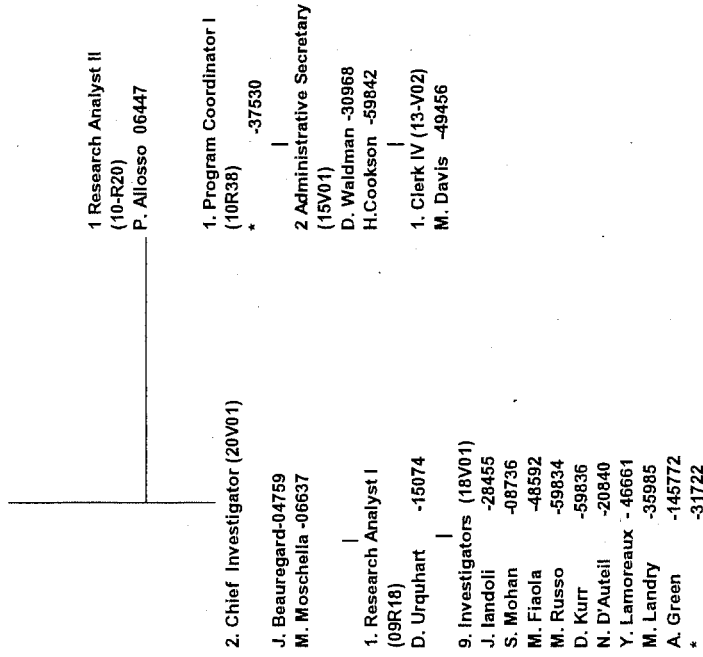 1 Research Analyst II
(10-R20)
P. Allosso 06447
1. Program Coordinator I
(10R38)
* -37530
2 Administrative Secretary
(15V01)
D. Waldman -30968
H.Cookson -59842
1. Clerk IV (13-V02)
M. Davis -49456
2. Chief Investigator (20V01)
J. Beauregard-04759
M. Moschella -06637
1. Research Analyst I
(09R18)
D. Urquhart -15074
9. Investigators (18V01)
J. Iandoli -28455
S. Mohan -08736
M. Fiaola -48592
M. Russo -59834
D. Kurr -59836
N. D'Auteil -20840
Y. Lamoreaux - 46661
M. Landry -35985
A. Green -145772
* -31722